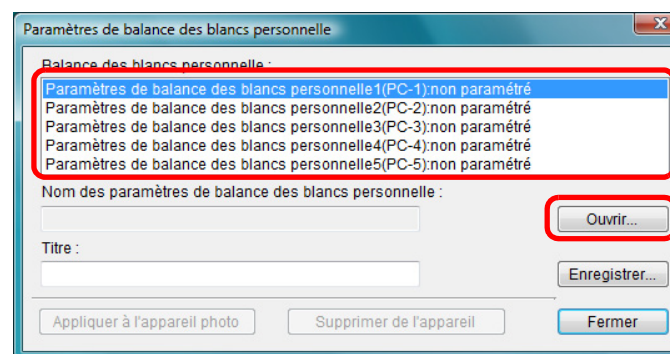 Paramètres de balance des blancs personnelle
Balance des blancs personnelle :
Paramètres de balance des blancs personnelle1(PC-1):non paramétré
Paramètres de balance des blancs personnelle2(PC-2):non paramétré
Paramètres de balance des blancs personnelle3(PC-3):non paramétré
Paramètres de balance des blancs personnelle4(PC-4):non paramétré
Paramètres de balance des blancs personnelle5(PC-5):non paramétré
Nom des paramètres de balance des blancs personnelle :
Ouvrir...
Titre :
Enregistrer...
Appliquer à l'appareil photo
Supprimer de l'appareil
Fermer